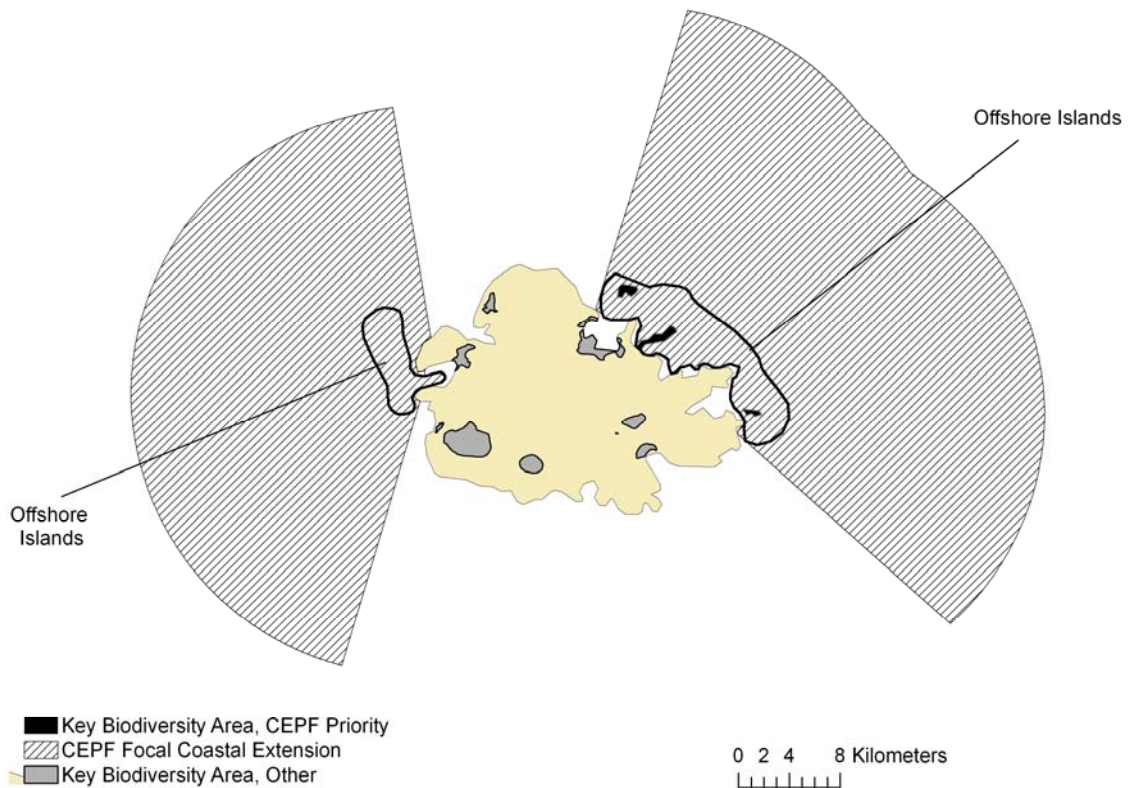 Offshore Islands
Offshore
Islands
Key Biodiversity Area, CEPF Priority
CEPF Focal Coastal Extension
Key Biodiversity Area, Other
0 2 4 8 Kilometers